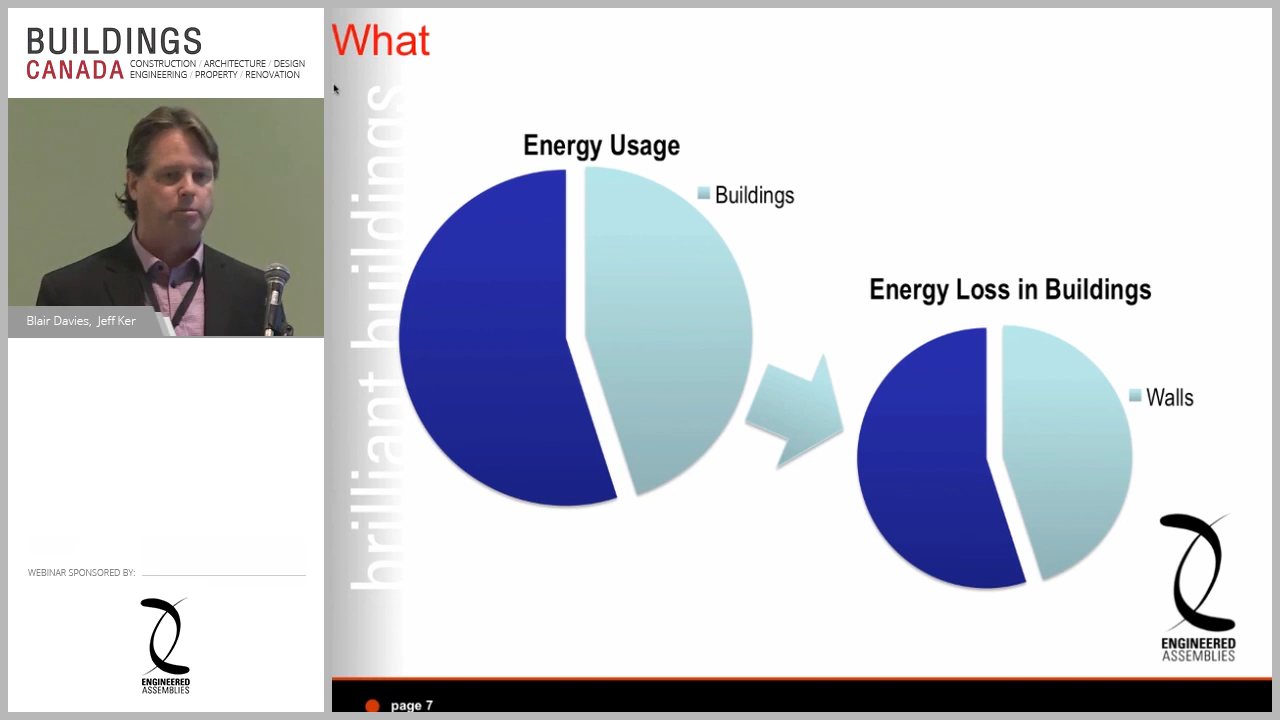 BUILDINGS
CANADA
CONSTRUCTION / ARCHITECTURE / DESIGN
ENGINEERING / PROPERTY / RENOVATION
Blair Davies, Jeff Ker
WEBINAR SPONSORED BY:
ENGINEERED
ASSEMBLIES
What
brilliant buildings
Energy Usage
Buildings
Energy Loss in Buildings
Walls
ENGINEERED
ASSEMBLIES
page 7